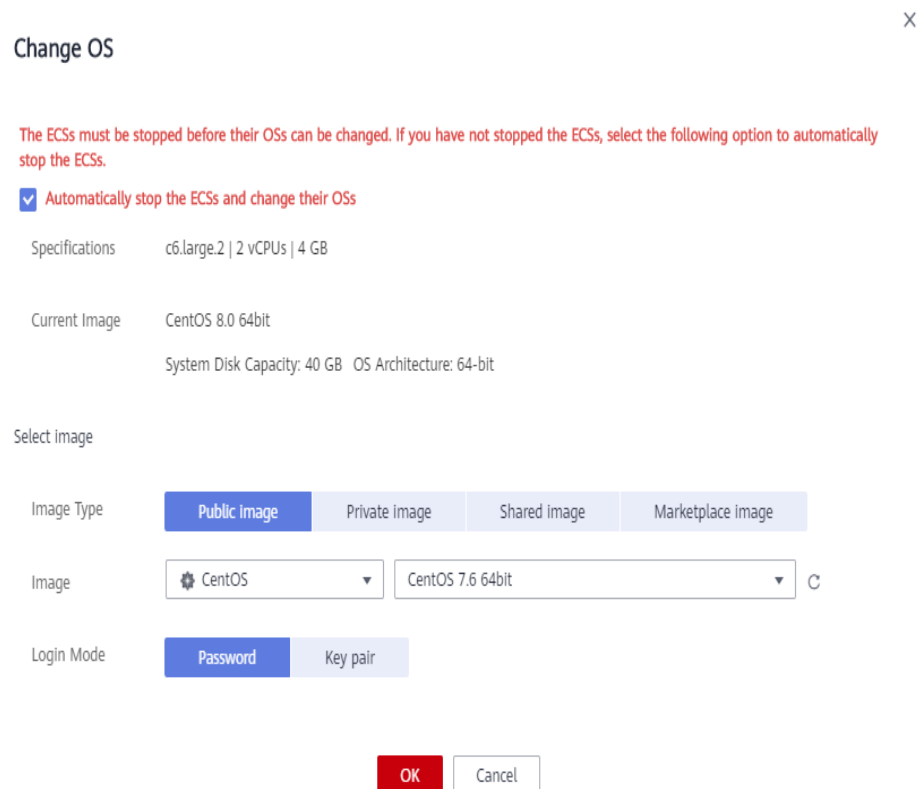 X
Change OS
The ECSs must be stopped before their OSs can be changed. If you have not stopped the ECSs, select the following option to automatically
stop the ECSs.
Automatically stop the ECSs and change their OSs
Specifications c6.large.2 | 2 vCPUs | 4 GB
Current Image CentOS 8.0 64bit
System Disk Capacity: 40 GB OS Architecture: 64-bit
Select image
Image Type Public image Private image Shared image Marketplace image
Image CentOS CentOS 7.6 64bit
Login Mode Password Key pair
OK Cancel